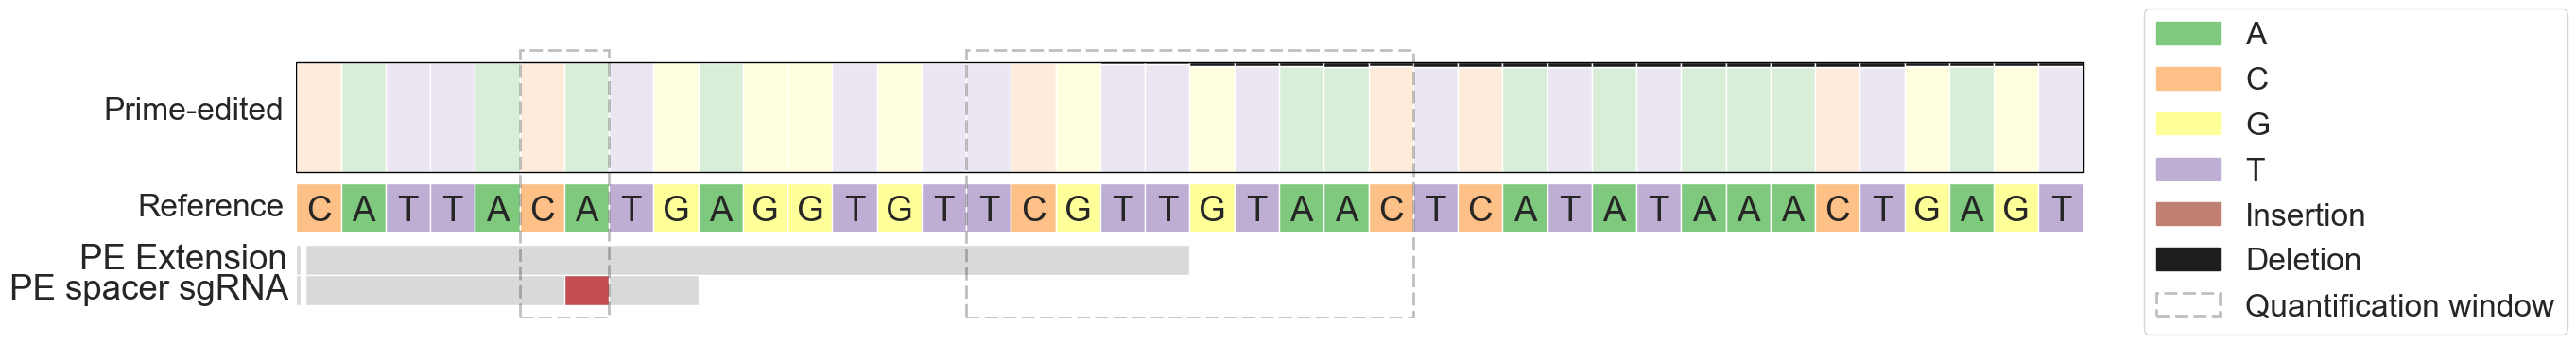 Prime-edited
Reference C A T T A C A T G A G G T G T T C G T T G T A A C T C A T A T A A A C T G A G T
PE Extension
PE spacer sgRNA
A
C
G
T
Insertion
Deletion
Quantification window